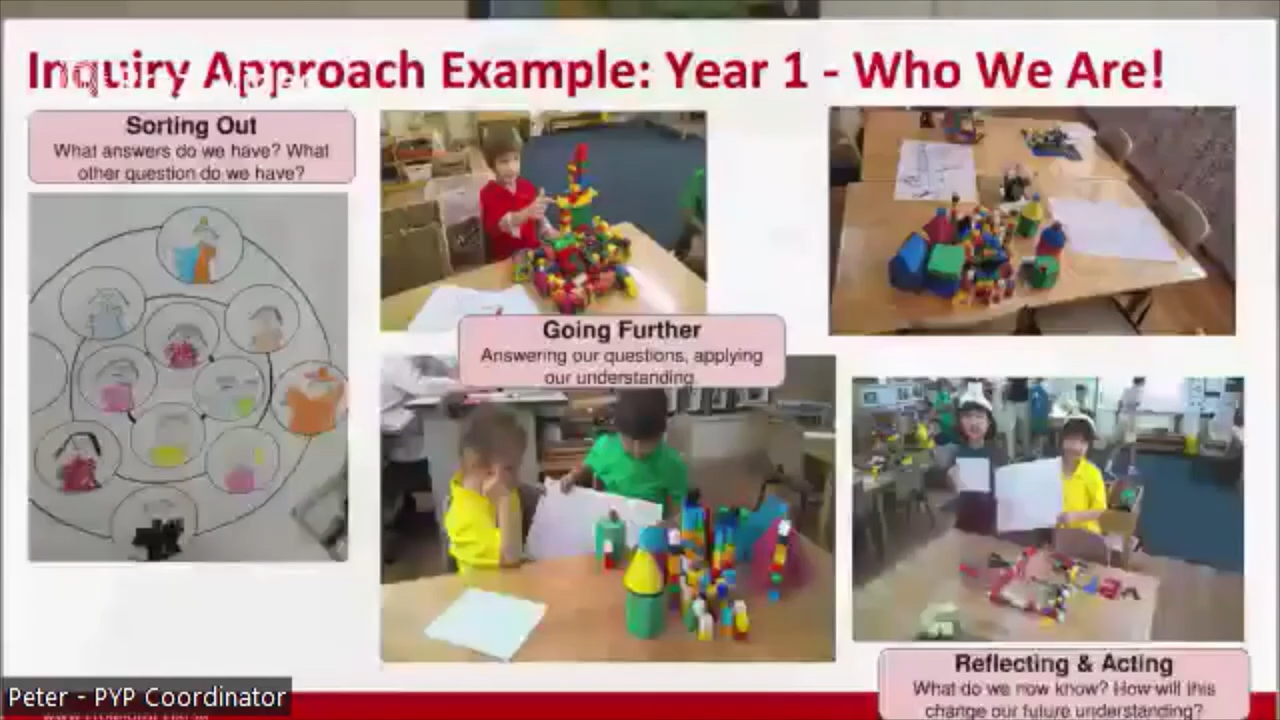 Inquiry Approach Example: Year 1 - Who We Are!
Sorting Out
What answers do we have? What
other question do we have?
Going Further
Answering our questions, applying
our understanding
Reflecting & Acting
What do we now know? How will this
change our future understanding?
Peter - PYP Coordinator